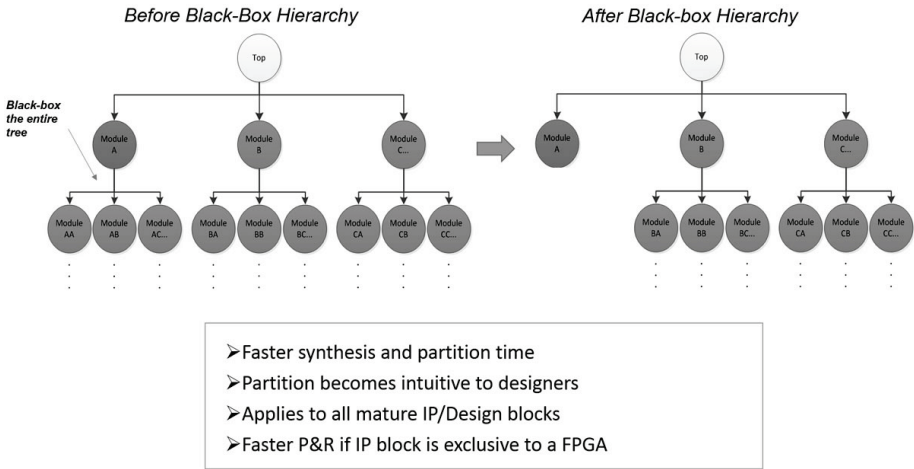 Before Black-Box Hierarchy
After Black-box Hierarchy
Top
Top
Black-box
the entire
tree
Module
A
Module
B
Module
C...
Module
A
Module
B
Module
C...
Module
AA
Module
AB
Module
AC...
Module
BA
Module
BB
Module
BC...
Module
CA
Module
CB
Module
CC...
Module
BA
Module
BB
Module
BC...
Module
CA
Module
CB
Module
CC...
➢Faster synthesis and partition time
➢Partition becomes intuitive to designers
➢Applies to all mature IP/Design blocks
➢Faster P&R if IP block is exclusive to a FPGA